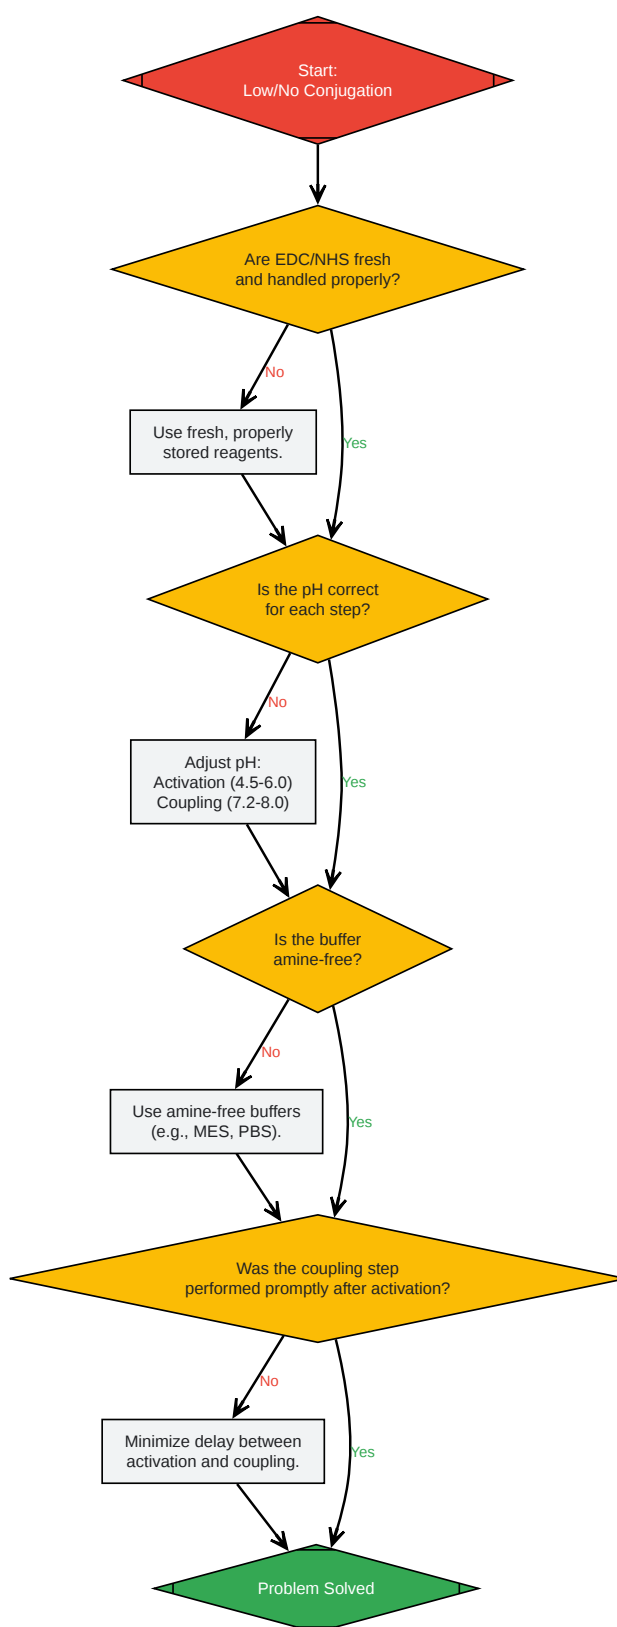 Start:
Low/No Conjugation
Are EDC/NHS fresh
and handled properly?
No
Yes
Use fresh, properly
stored reagents.
Is the pH correct
for each step?
No
Yes
Adjust pH:
Activation (4.5-6.0)
Coupling (7.2-8.0)
Is the buffer
amine-free?
No
Yes
Use amine-free buffers
(e.g., MES, PBS).
Was the coupling step
performed promptly after activation?
No
Yes
Minimize delay between
activation and coupling.
Problem Solved